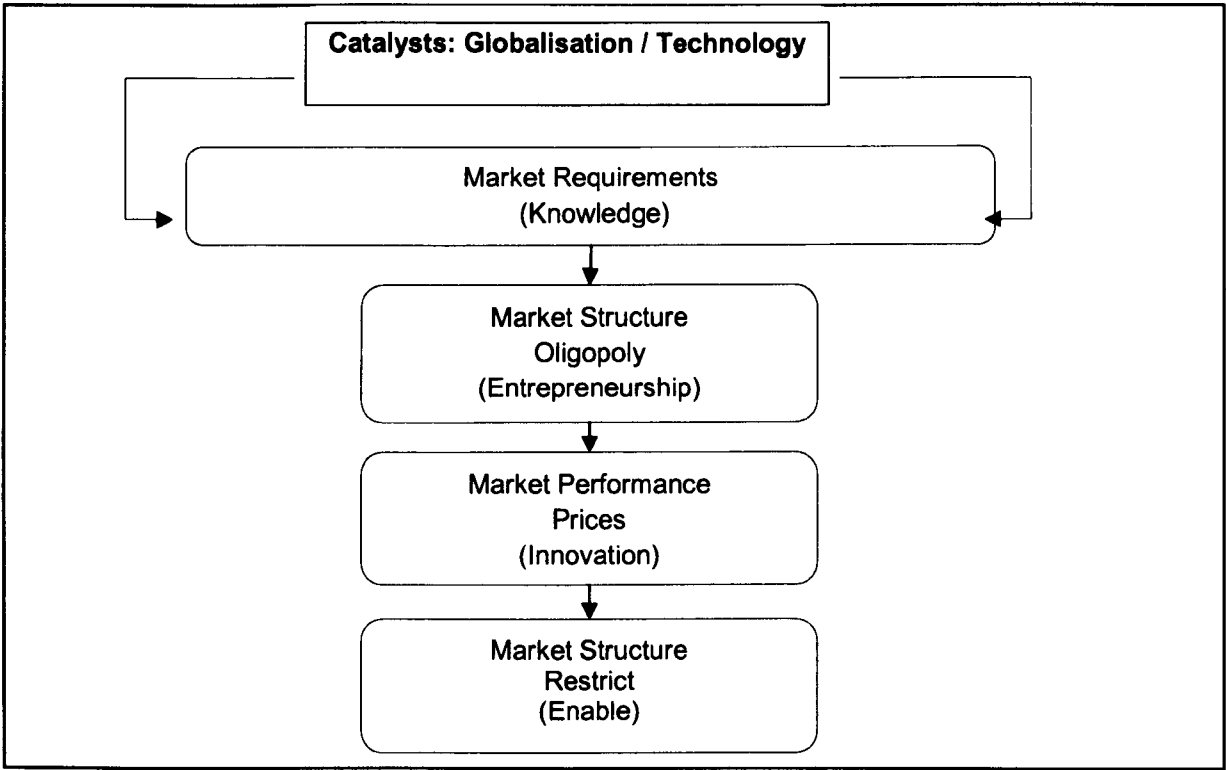 Catalysts: Globalisation / Technology
Market Requirements
(Knowledge)
Market Structure
Oligopoly
(Entrepreneurship)
Market Performance
Prices
(Innovation)
Market Structure
Restrict
(Enable)